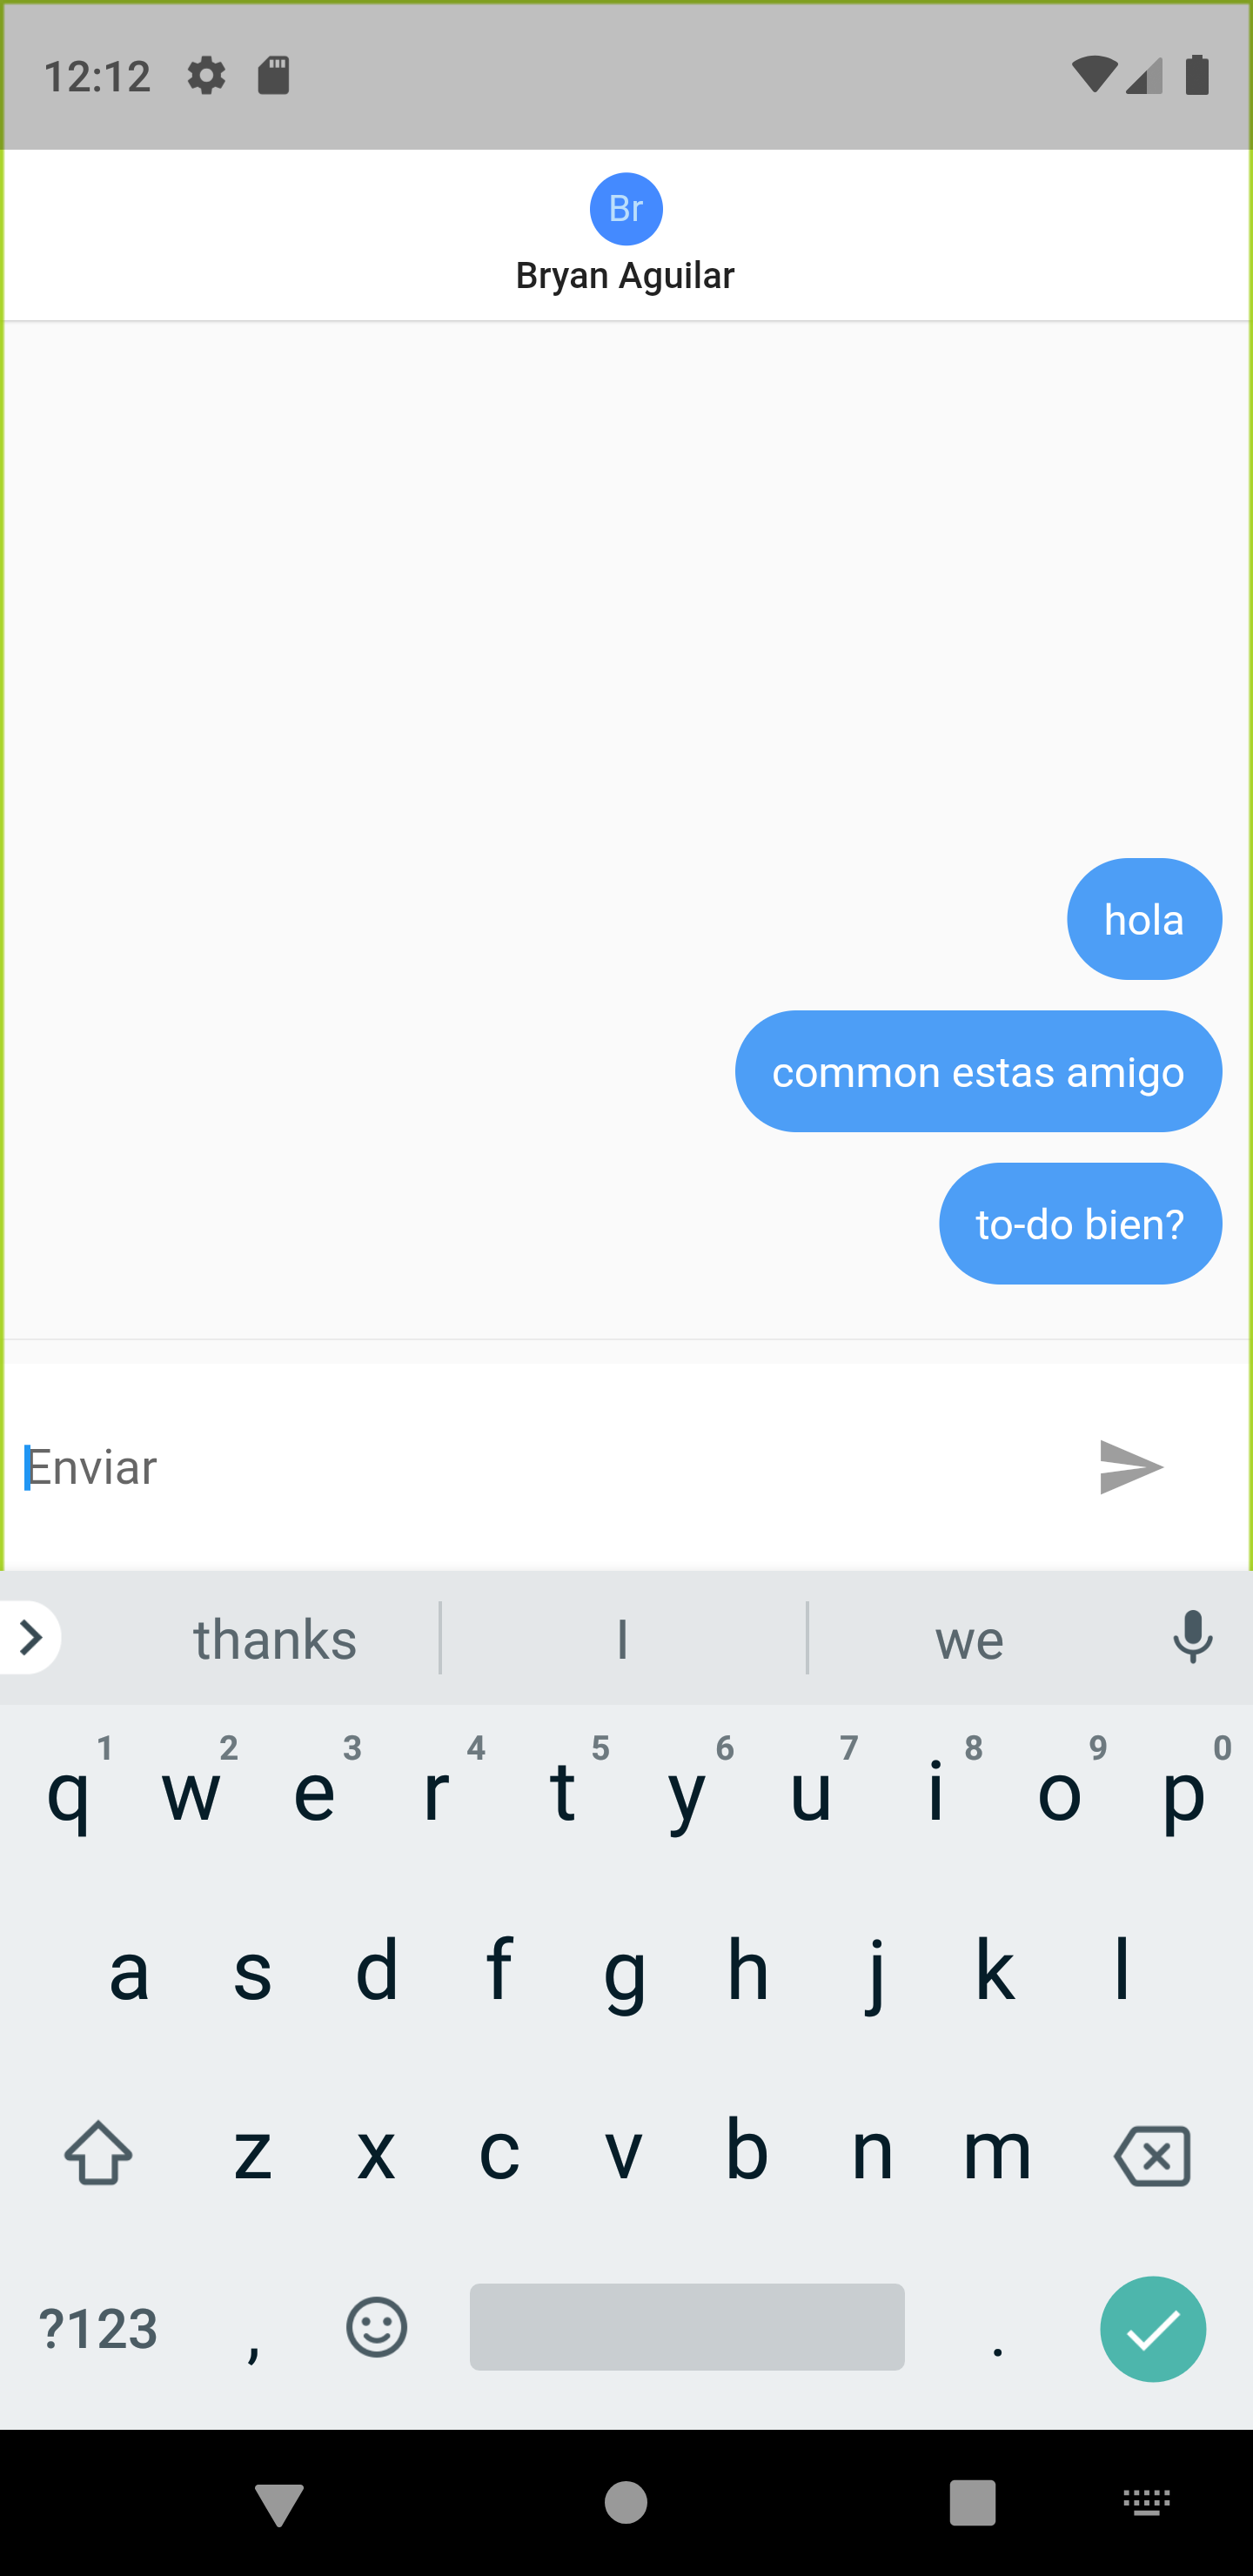 12:12
Br
Bryan Aguilar
hola
common estas amigo
to-do bien?
Enviar
thanks I we
1 2 3 4 5 6 7 8 9 0
q w e r t y u i o p
a s d f g h j k l
z x c v b n m
?123 , .